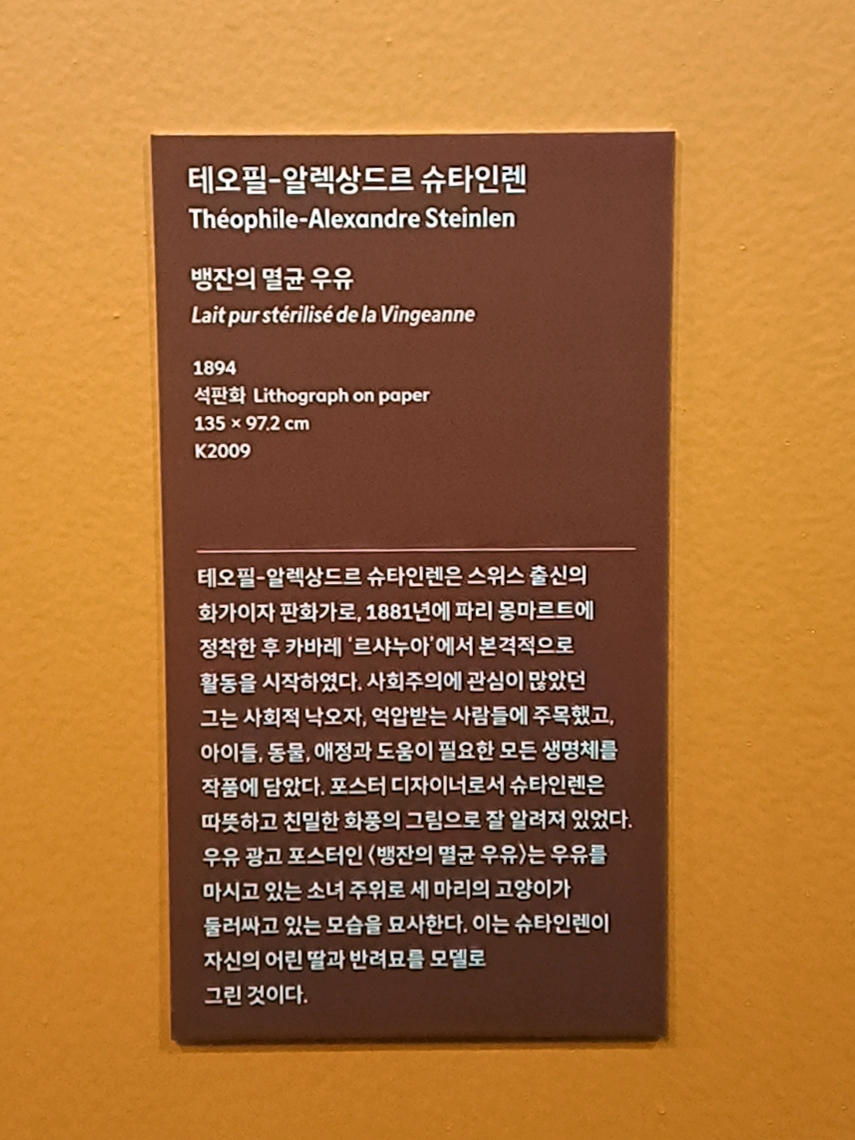 테오필-알렉상드르 슈타인렌
Théophile-Alexandre Steinlen
뱅잔의 멸균 우유
Lait pur stérilisé de la Vingeanne
1894
석판화 Lithograph on paper
135 × 97.2 cm
K2009
테오필-알렉상드르 슈타인렌은 스위스 출신의
화가이자 판화가로, 1881년에 파리 몽마르트에
정착한 후 카바레 '르샤누아'에서 본격적으로
활동을 시작하였다. 사회주의에 관심이 많았던
그는 사회적 낙오자, 억압받는 사람들에 주목했고,
아이들, 동물, 애정과 도움이 필요한 모든 생명체를
작품에 담았다. 포스터 디자이너로서 슈타인렌은
따뜻하고 친밀한 화풍의 그림으로 잘 알려져 있었다.
우유 광고 포스터인 〈뱅잔의 멸균 우유〉는 우유를
마시고 있는 소녀 주위로 세 마리의 고양이가
둘러싸고 있는 모습을 묘사한다. 이는 슈타인렌이
자신의 어린 딸과 반려묘를 모델로
그린 것이다.